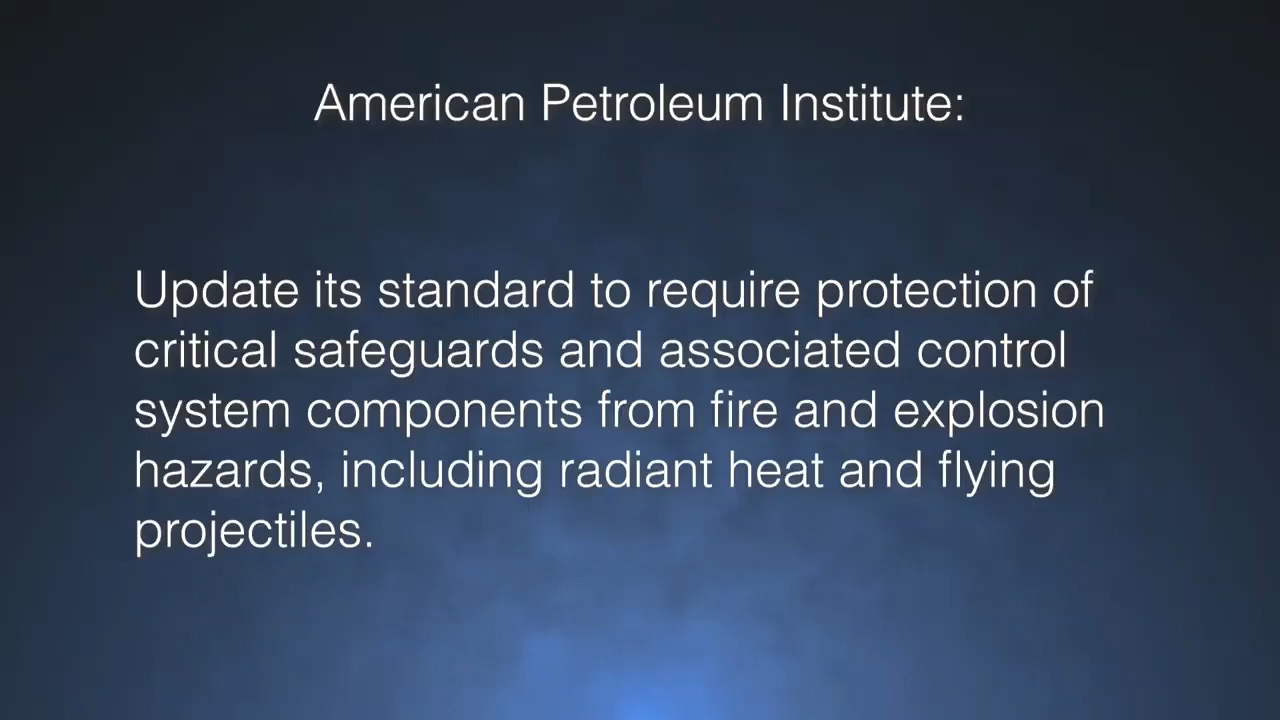 American Petroleum Institute:
Update its standard to require protection of
critical safeguards and associated control
system components from fire and explosion
hazards, including radiant heat and flying
projectiles.